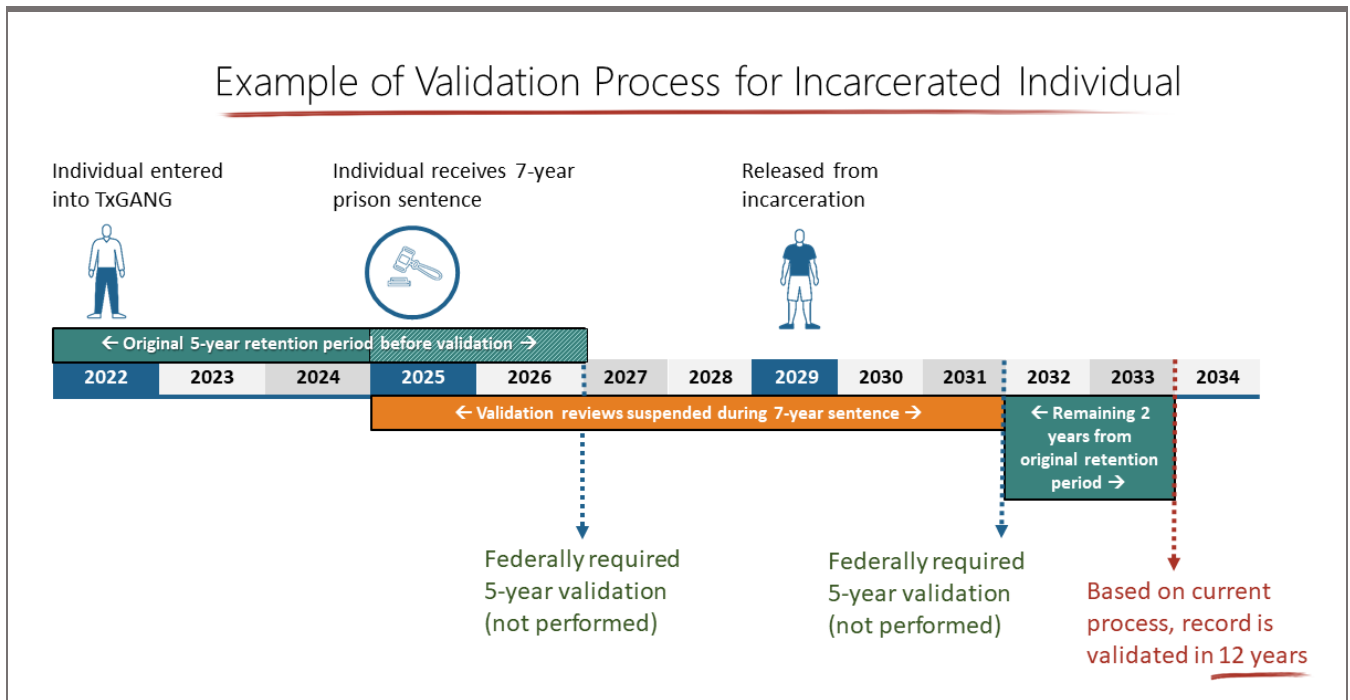 Example of Validation Process for Incarcerated Individual
Individual entered
into TxGANG
Individual receives 7-year
prison sentence
Released from
incarceration
← Original 5-year retention period before validation →
2022 2023 2024 2025 2026 2027 2028 2029 2030 2031 2032 2033 2034
← Validation reviews suspended during 7-year sentence →
← Remaining 2
years from
original retention
period →
Federally required
5-year validation
(not performed)
Federally required
5-year validation
(not performed)
Based on current
process, record is
validated in 12 years